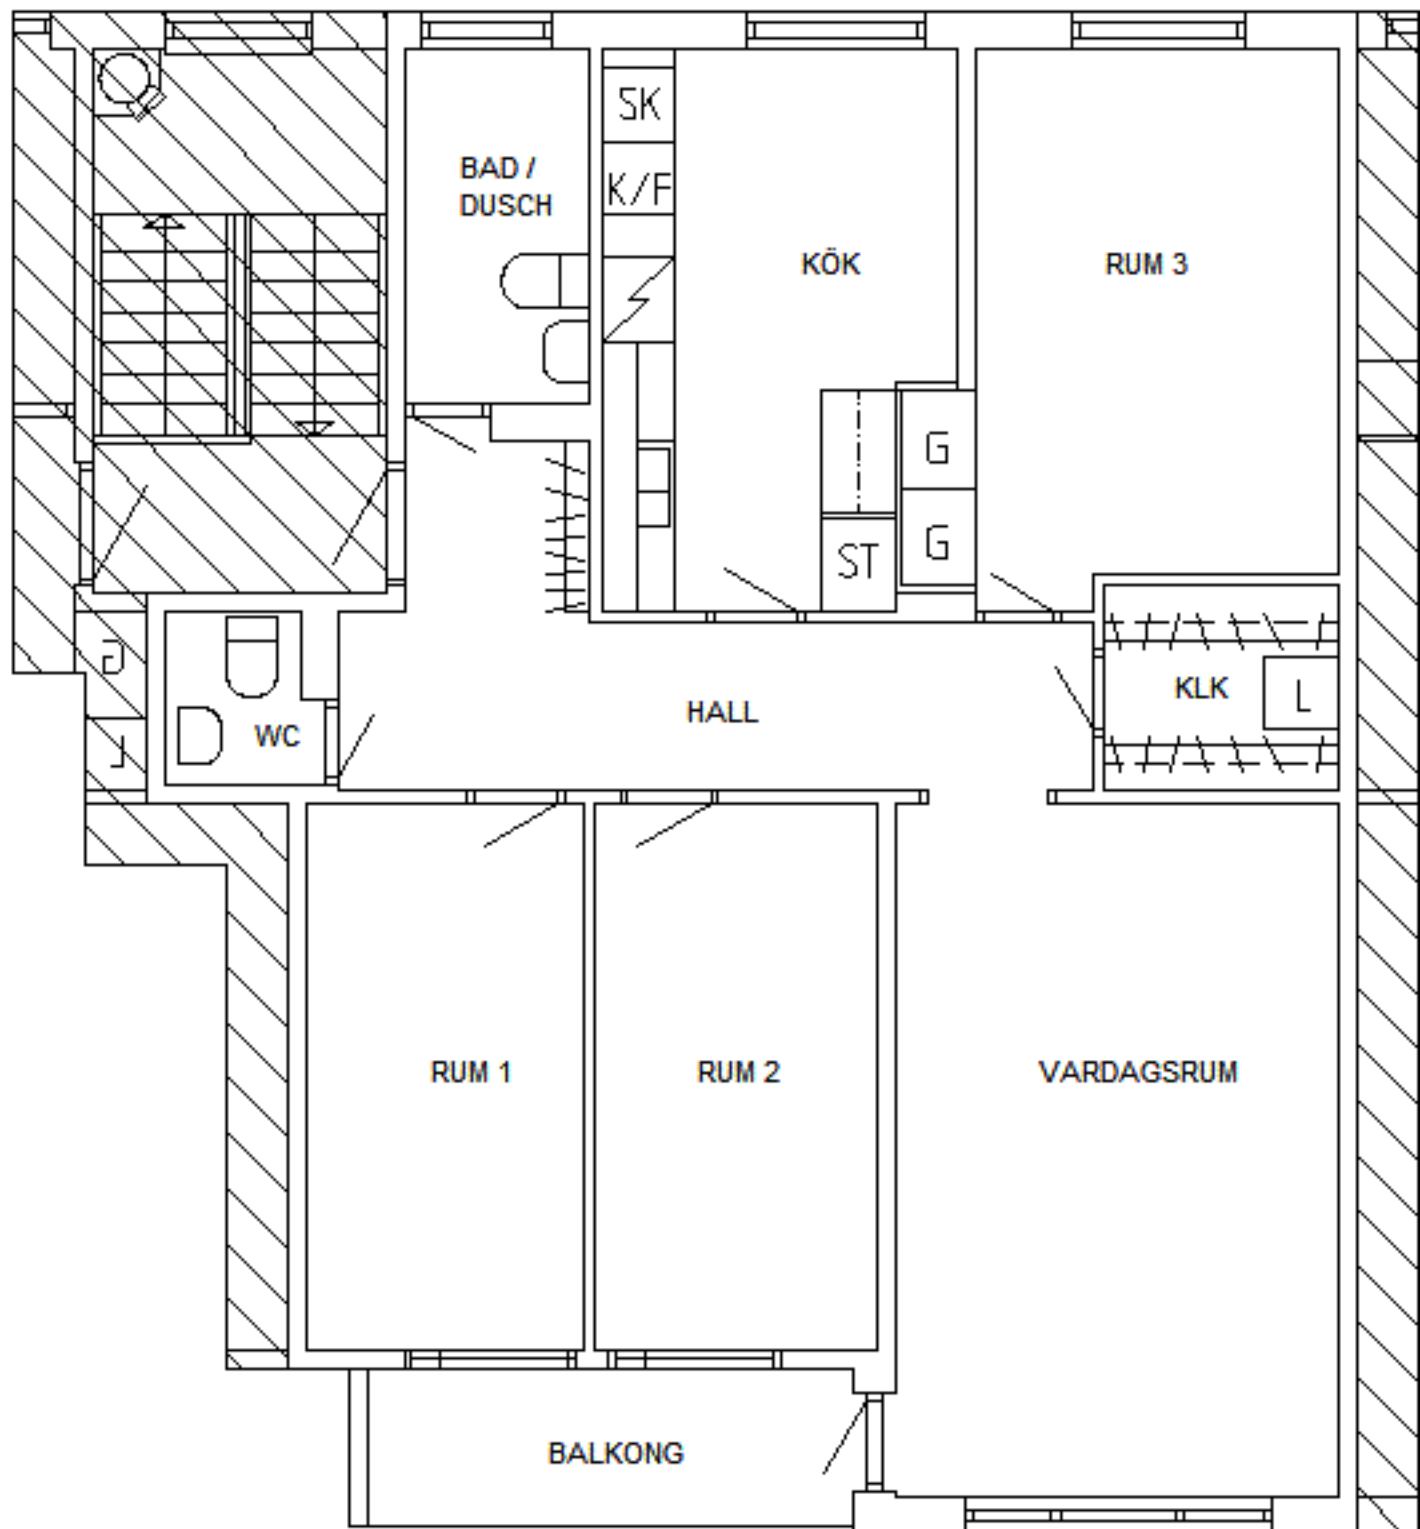 SK
BAD /
DUSCH
K/F
KÖK
RUM 3
G
G
ST
G
L
WC
HALL
KLK
L
RUM 1
RUM 2
VARDAGSRUM
BALKONG